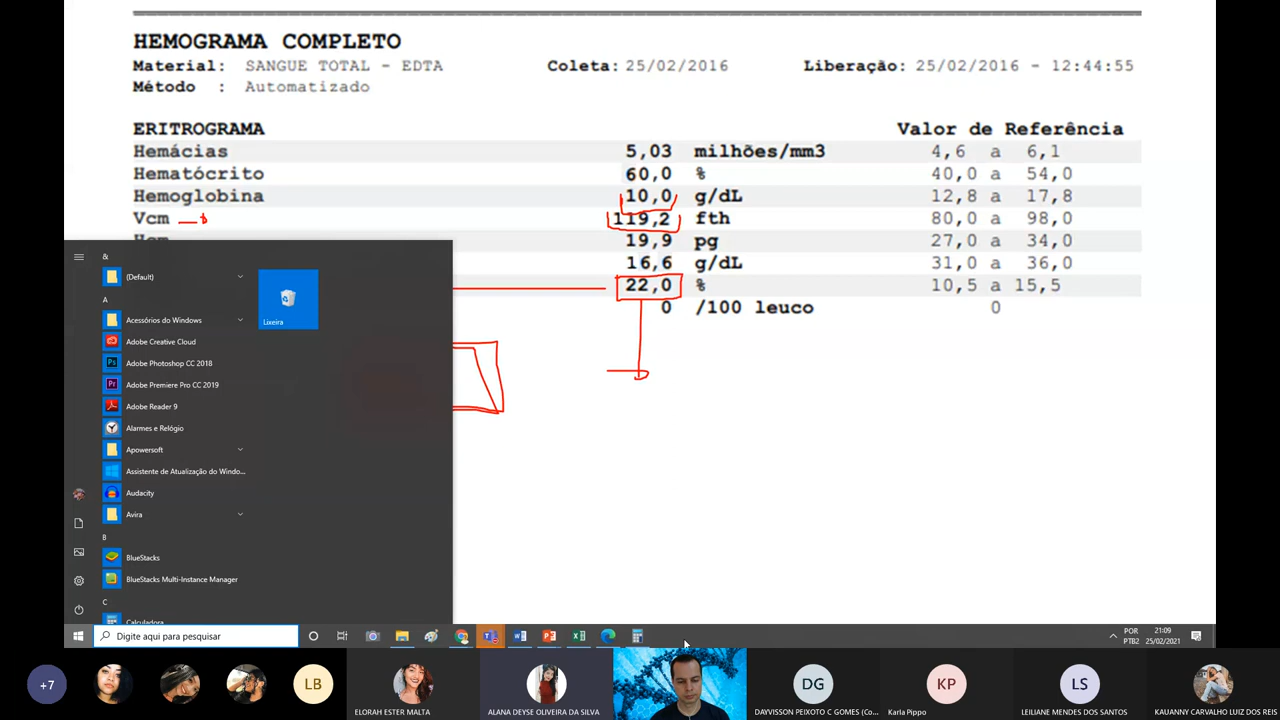 HEMOGRAMA COMPLETO
Material: SANGUE TOTAL - EDTA Coleta: 25/02/2016 Liberação: 25/02/2016 - 12:44:55
Método : Automatizado
ERITROGRAMA Valor de Referência
Hemácias 5,03 milhões/mm3 4,6 a 6,1
Hematócrito 60,0 % 40,0 a 54,0
Hemoglobina 10,0 g/dL 12,8 a 17,8
Vcm 119,2 fth 80,0 a 98,0
Hcm 19,9 pg 27,0 a 34,0
16,6 g/dL 31,0 a 36,0
22,0 % 10,5 a 15,5
0 /100 leuco 0
&
(Default)
A
Acessórios do Windows
Adobe Creative Cloud
Adobe Photoshop CC 2018
Adobe Premiere Pro CC 2019
Adobe Reader 9
Alarmes e Relógio
Apowersoft
Assistente de Atualização do Windo...
Audacity
Avira
B
BlueStacks
BlueStacks Multi-Instance Manager
C
Calculadora
Lixeira
Digite aqui para pesquisar
POR 21:09
PTB2 25/02/2021
+7
LB
ELORAH ESTER MALTA
ALANA DEYSE OLIVEIRA DA SILVA
DG
DAYVISSON PEIXOTO C GOMES (Co...
KP
Karla Pippo
LS
LEILIANE MENDES DOS SANTOS
KAUANNY CARVALHO LUIZ DOS REIS